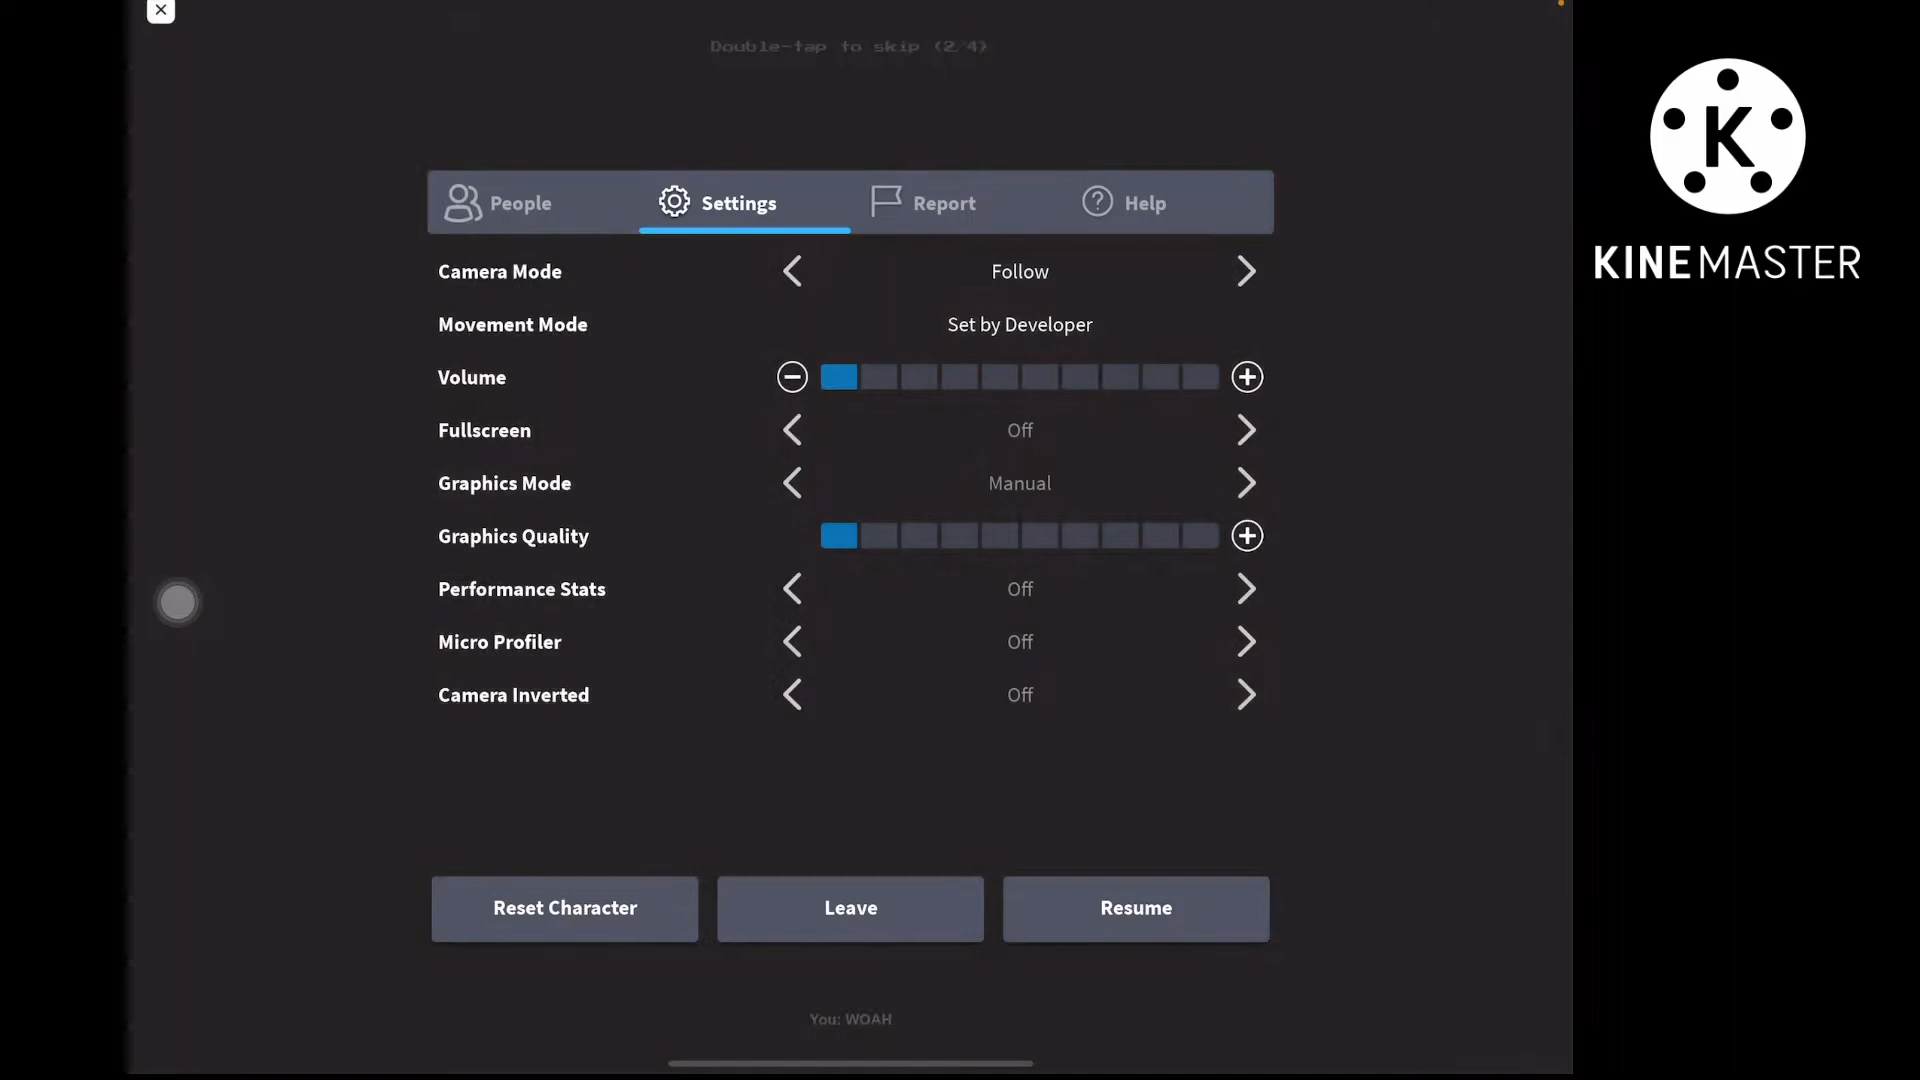 Double-tap to skip (2/4)
K
KINEMASTER
People Settings Report Help
Camera Mode Follow
Movement Mode Set by Developer
Volume
Fullscreen Off
Graphics Mode Manual
Graphics Quality
Performance Stats Off
Micro Profiler Off
Camera Inverted Off
Reset Character Leave Resume
You: WOAH